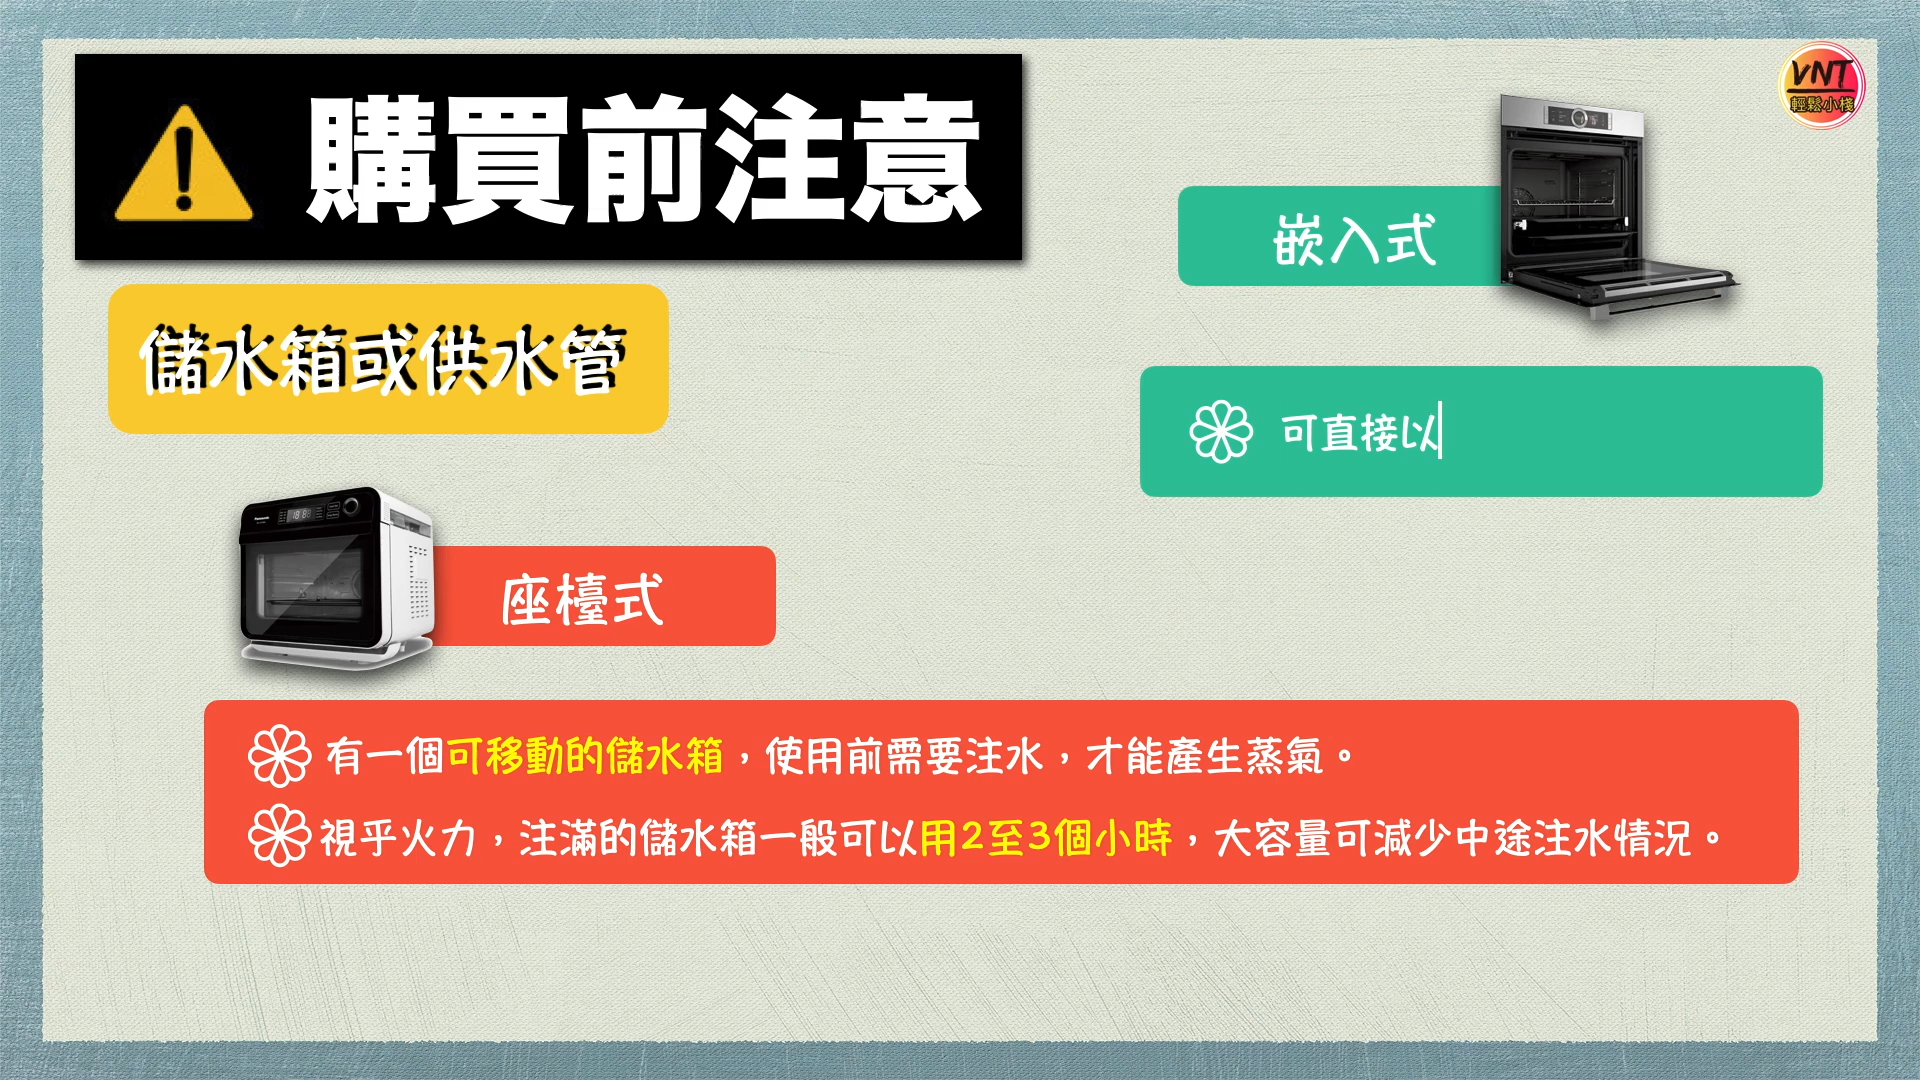 購買前注意
VNT
輕鬆小棧
嵌入式
儲水箱或供水管
可直接以
座檯式
有一個可移動的儲水箱，使用前需要注水，才能產生蒸氣。
視乎火力，注滿的儲水箱一般可以用2至3個小時，大容量可減少中途注水情況。